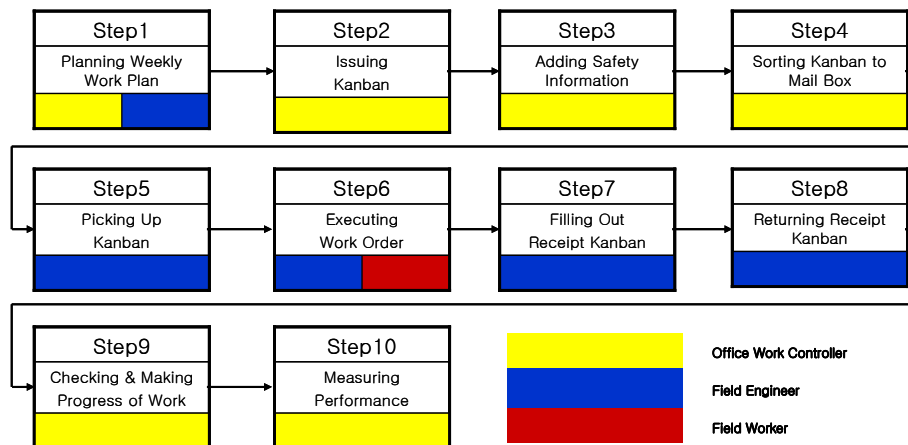 Step1
Planning Weekly
Work Plan
Step2
Issuing
Kanban
Step3
Adding Safety
Information
Step4
Sorting Kanban to
Mail Box
Step5
Picking Up
Kanban
Step6
Executing
Work Order
Step7
Filling Out
Receipt Kanban
Step8
Returning Receipt
Kanban
Step9
Checking & Making
Progress of Work
Step10
Measuring
Performance
Office Work Controller
Field Engineer
Field Worker